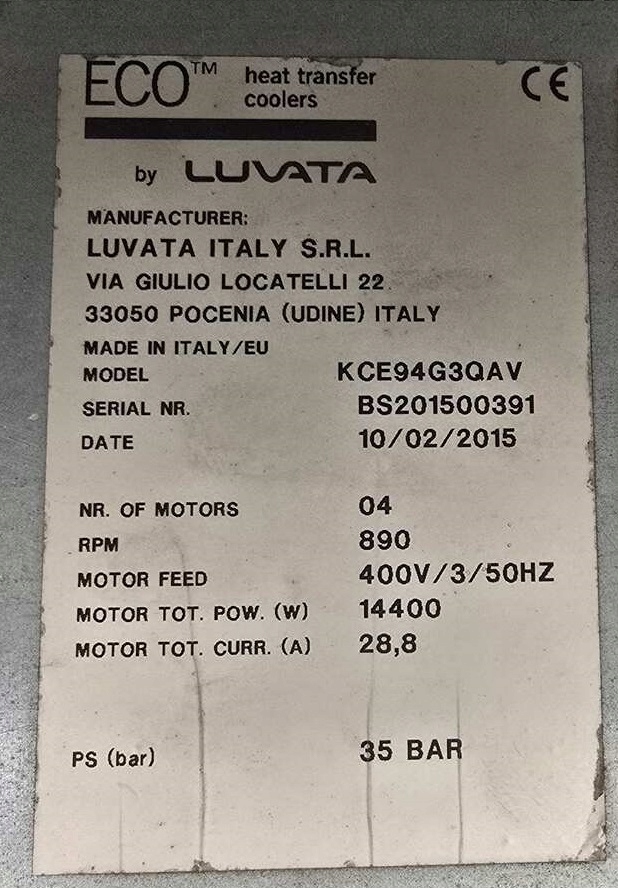 ECO™ heat transfer
coolers
CE
by LUVATA
MANUFACTURER:
LUVATA ITALY S.R.L.
VIA GIULIO LOCATELLI 22
33050 POCENIA (UDINE) ITALY
MADE IN ITALY/EU
MODEL KCE94G3QAV
SERIAL NR. BS201500391
DATE 10/02/2015
NR. OF MOTORS 04
RPM 890
MOTOR FEED 400V/3/50HZ
MOTOR TOT. POW. (W) 14400
MOTOR TOT. CURR. (A) 28,8
PS (bar) 35 BAR